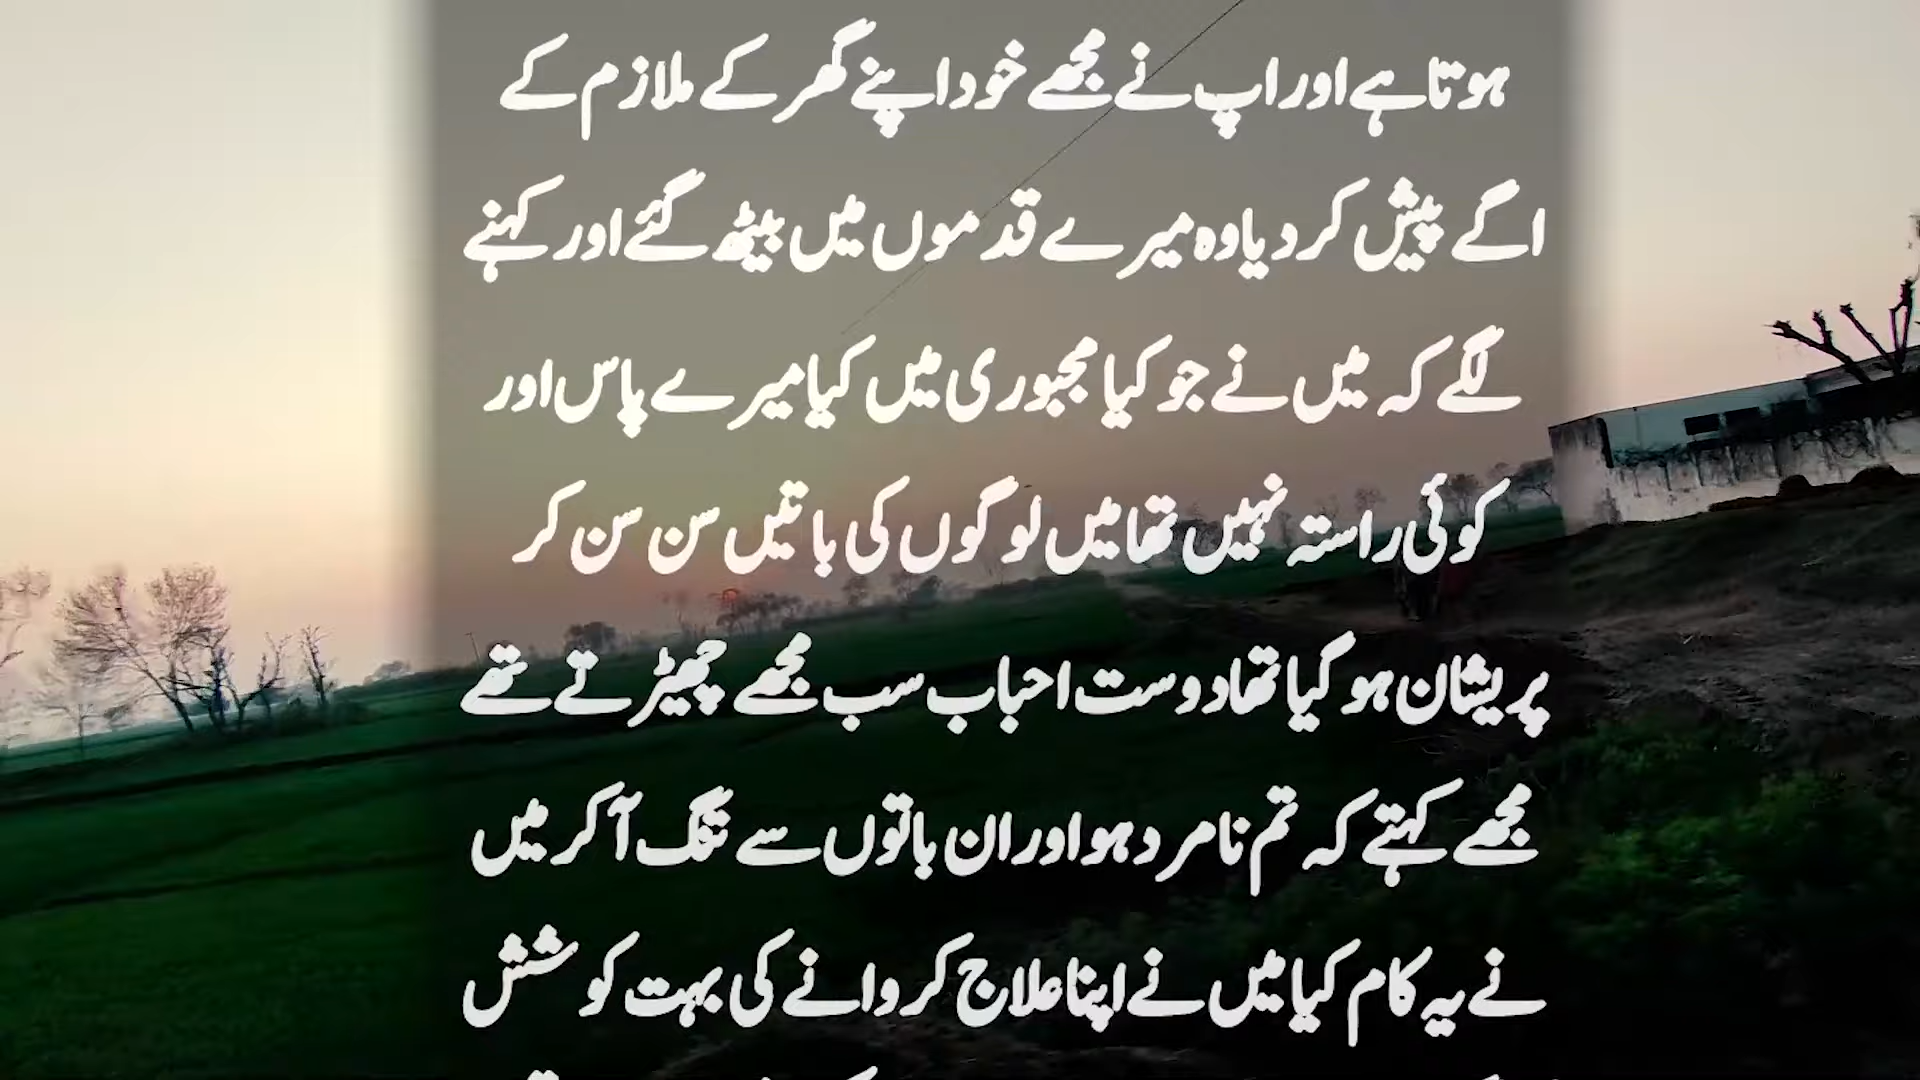 ہوتا ہے اور اپ نے مجھے خود اپنے گھر کے ملازم کے
اگے پیش کر دیا وہ میرے قدموں میں بیٹھ گئے اور کہنے
لگے کہ میں نے جو کیا مجبوری میں کیا میرے پاس اور
کوئی راستہ نہیں تھا میں لوگوں کی باتیں سن سن کر
پریشان ہو گیا تھا دوست احباب سب مجھے چھیڑتے تھے
مجھے کہتے کہ تم نامرد ہو اور ان باتوں سے تنگ آ کر میں
نے یہ کام کیا میں نے اپنا علاج کروانے کی بہت کوشش